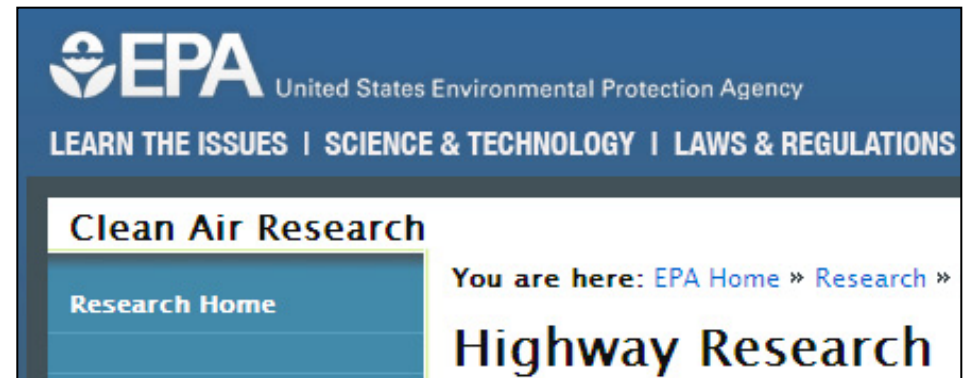 EPA United States Environmental Protection Agency
LEARN THE ISSUES | SCIENCE & TECHNOLOGY | LAWS & REGULATIONS
Clean Air Research
You are here: EPA Home » Research »
Research Home
Highway Research